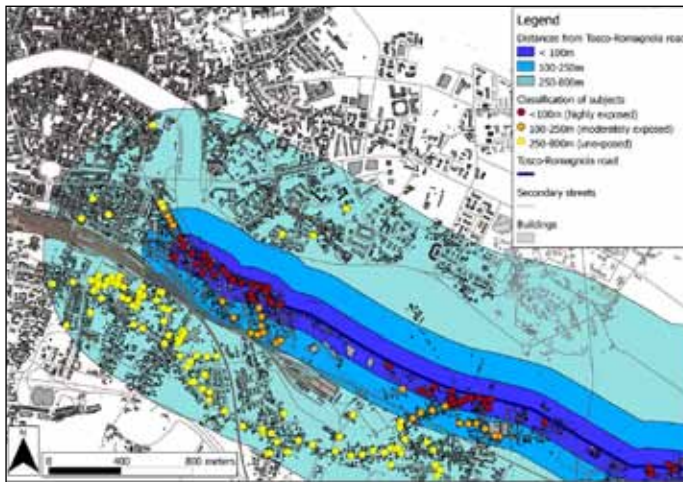 Legend
Distances from Tosco-Romagnola road
< 100m
100-250m
250-800m
Classification of subjects
<100m (highly exposed)
100-250m (moderately exposed)
250-800m (unexposed)
Tosco-Romagnola road
Secondary streets
Buildings
0 400 800 meters